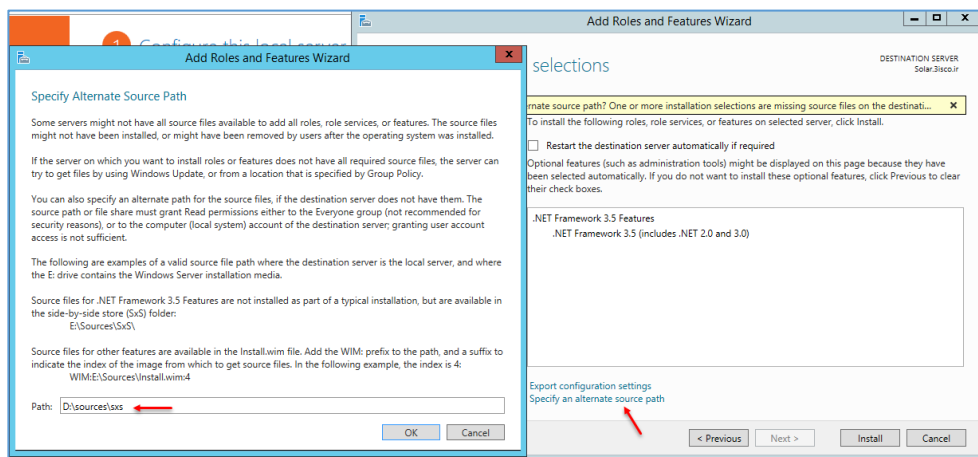 1 Configure this local server
Add Roles and Features Wizard
Specify Alternate Source Path
Some servers might not have all source files available to add all roles, role services, or features. The source files
might not have been installed, or might have been removed by users after the operating system was installed.
If the server on which you want to install roles or features does not have all required source files, the server can
try to get files by using Windows Update, or from a location that is specified by Group Policy.
You can also specify an alternate path for the source files, if the destination server does not have them. The
source path or file share must grant Read permissions either to the Everyone group (not recommended for
security reasons), or to the computer (local system) account of the destination server; granting user account
access is not sufficient.
The following are examples of a valid source file path where the destination server is the local server, and where
the E: drive contains the Windows Server installation media.
Source files for .NET Framework 3.5 Features are not installed as part of a typical installation, but are available in
the side-by-side store (SxS) folder:
E:\Sources\SxS\
Source files for other features are available in the Install.wim file. Add the WIM: prefix to the path, and a suffix to
indicate the index of the image from which to get source files. In the following example, the index is 4:
WIM:E:\Sources\Install.wim:4
Path: D:\sources\sxs
OK Cancel
Add Roles and Features Wizard
selections
DESTINATION SERVER
Solar.3isco.ir
rnate source path? One or more installation selections are missing source files on the destinati... x
To install the following roles, role services, or features on selected server, click Install.
Restart the destination server automatically if required
Optional features (such as administration tools) might be displayed on this page because they have
been selected automatically. If you do not want to install these optional features, click Previous to clear
their check boxes.
.NET Framework 3.5 Features
.NET Framework 3.5 (includes .NET 2.0 and 3.0)
Export configuration settings
Specify an alternate source path
< Previous Next > Install Cancel